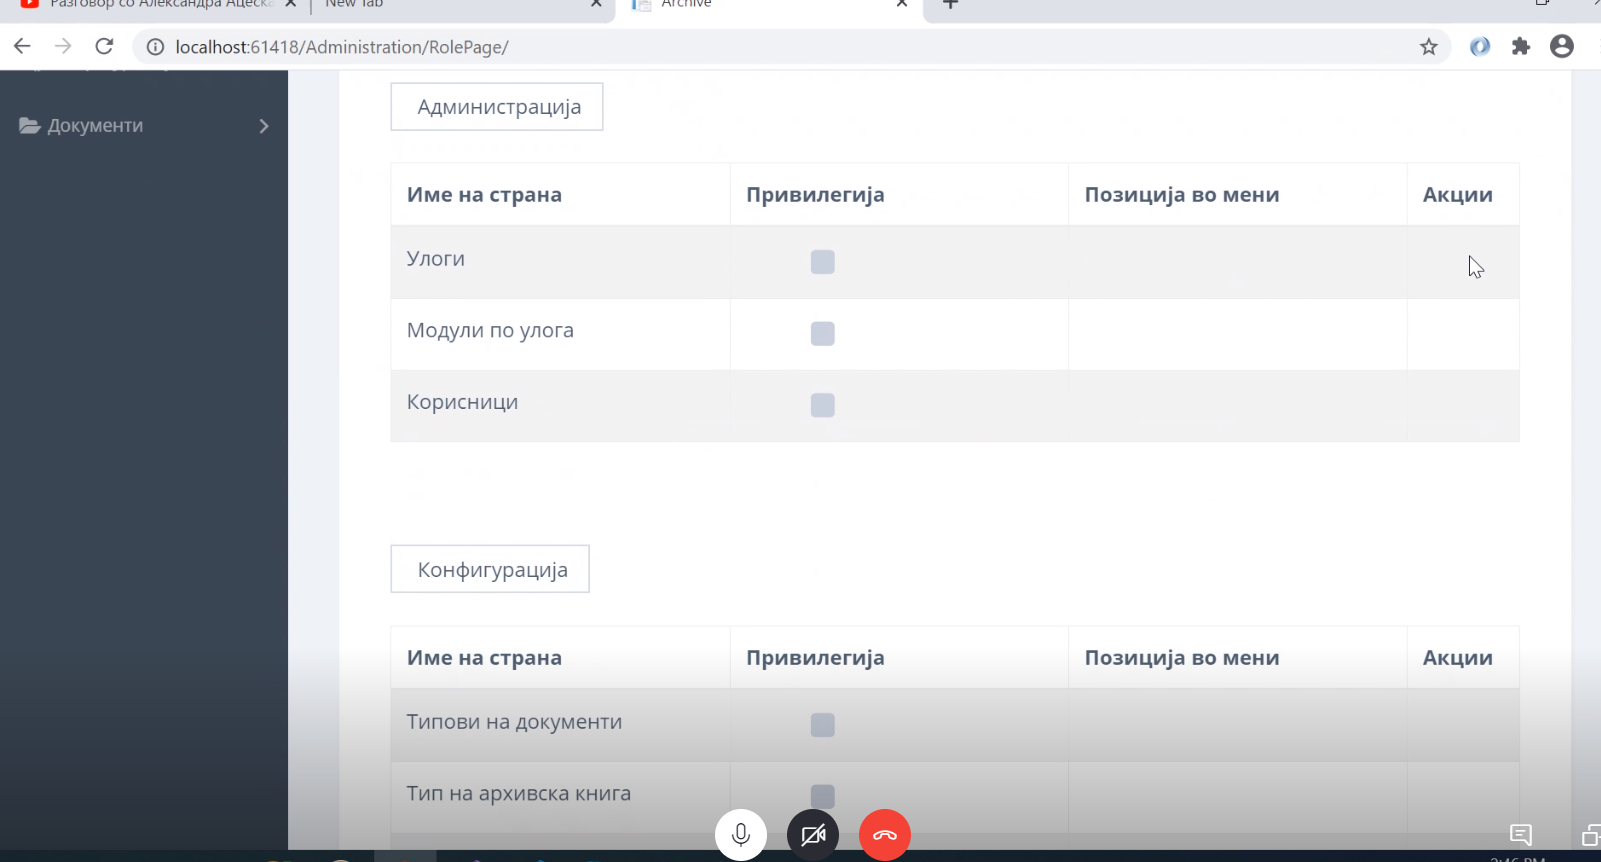 Разговор со Александра Ацеска
New Tab
Archive
localhost:61418/Administration/RolePage/
Документи
Администрација
Име на страна Привилегија Позиција во мени Акции
Улоги
Модули по улога
Корисници
Конфигурација
Име на страна Привилегија Позиција во мени Акции
Типови на документи
Тип на архивска книга